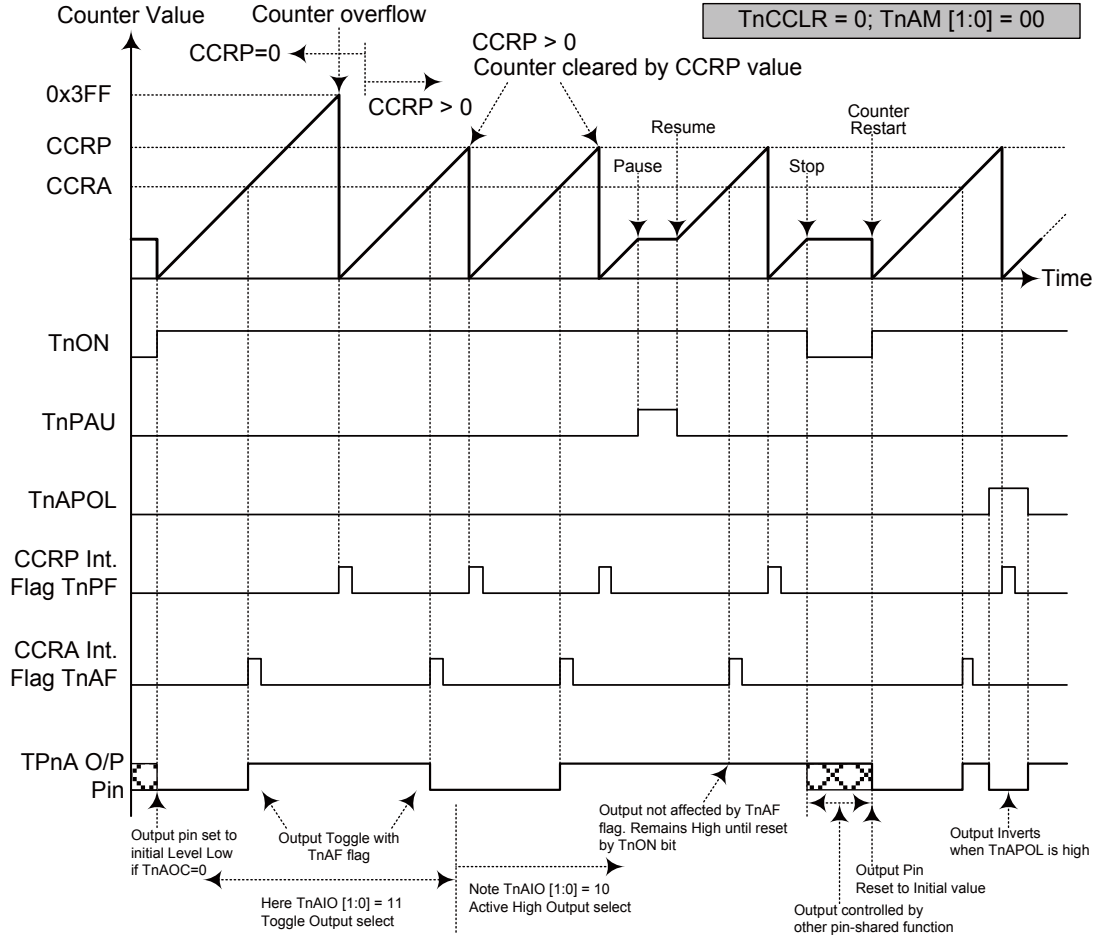 Counter Value
Counter overflow
TnCCLR = 0; TnAM [1:0] = 00
CCRP=0
CCRP > 0
CCRP > 0
Counter cleared by CCRP value
0x3FF
CCRP
CCRA
Pause
Resume
Stop
Counter
Restart
Time
TnON
TnPAU
TnAPOL
CCRP Int.
Flag TnPF
CCRA Int.
Flag TnAF
TPnA O/P
Pin
Output pin set to
initial Level Low
if TnAOC=0
Output Toggle with
TnAF flag
Here TnAIO [1:0] = 11
Toggle Output select
Note TnAIO [1:0] = 10
Active High Output select
Output not affected by TnAF
flag. Remains High until reset
by TnON bit
Output controlled by
other pin-shared function
Output Pin
Reset to Initial value
Output Inverts
when TnAPOL is high